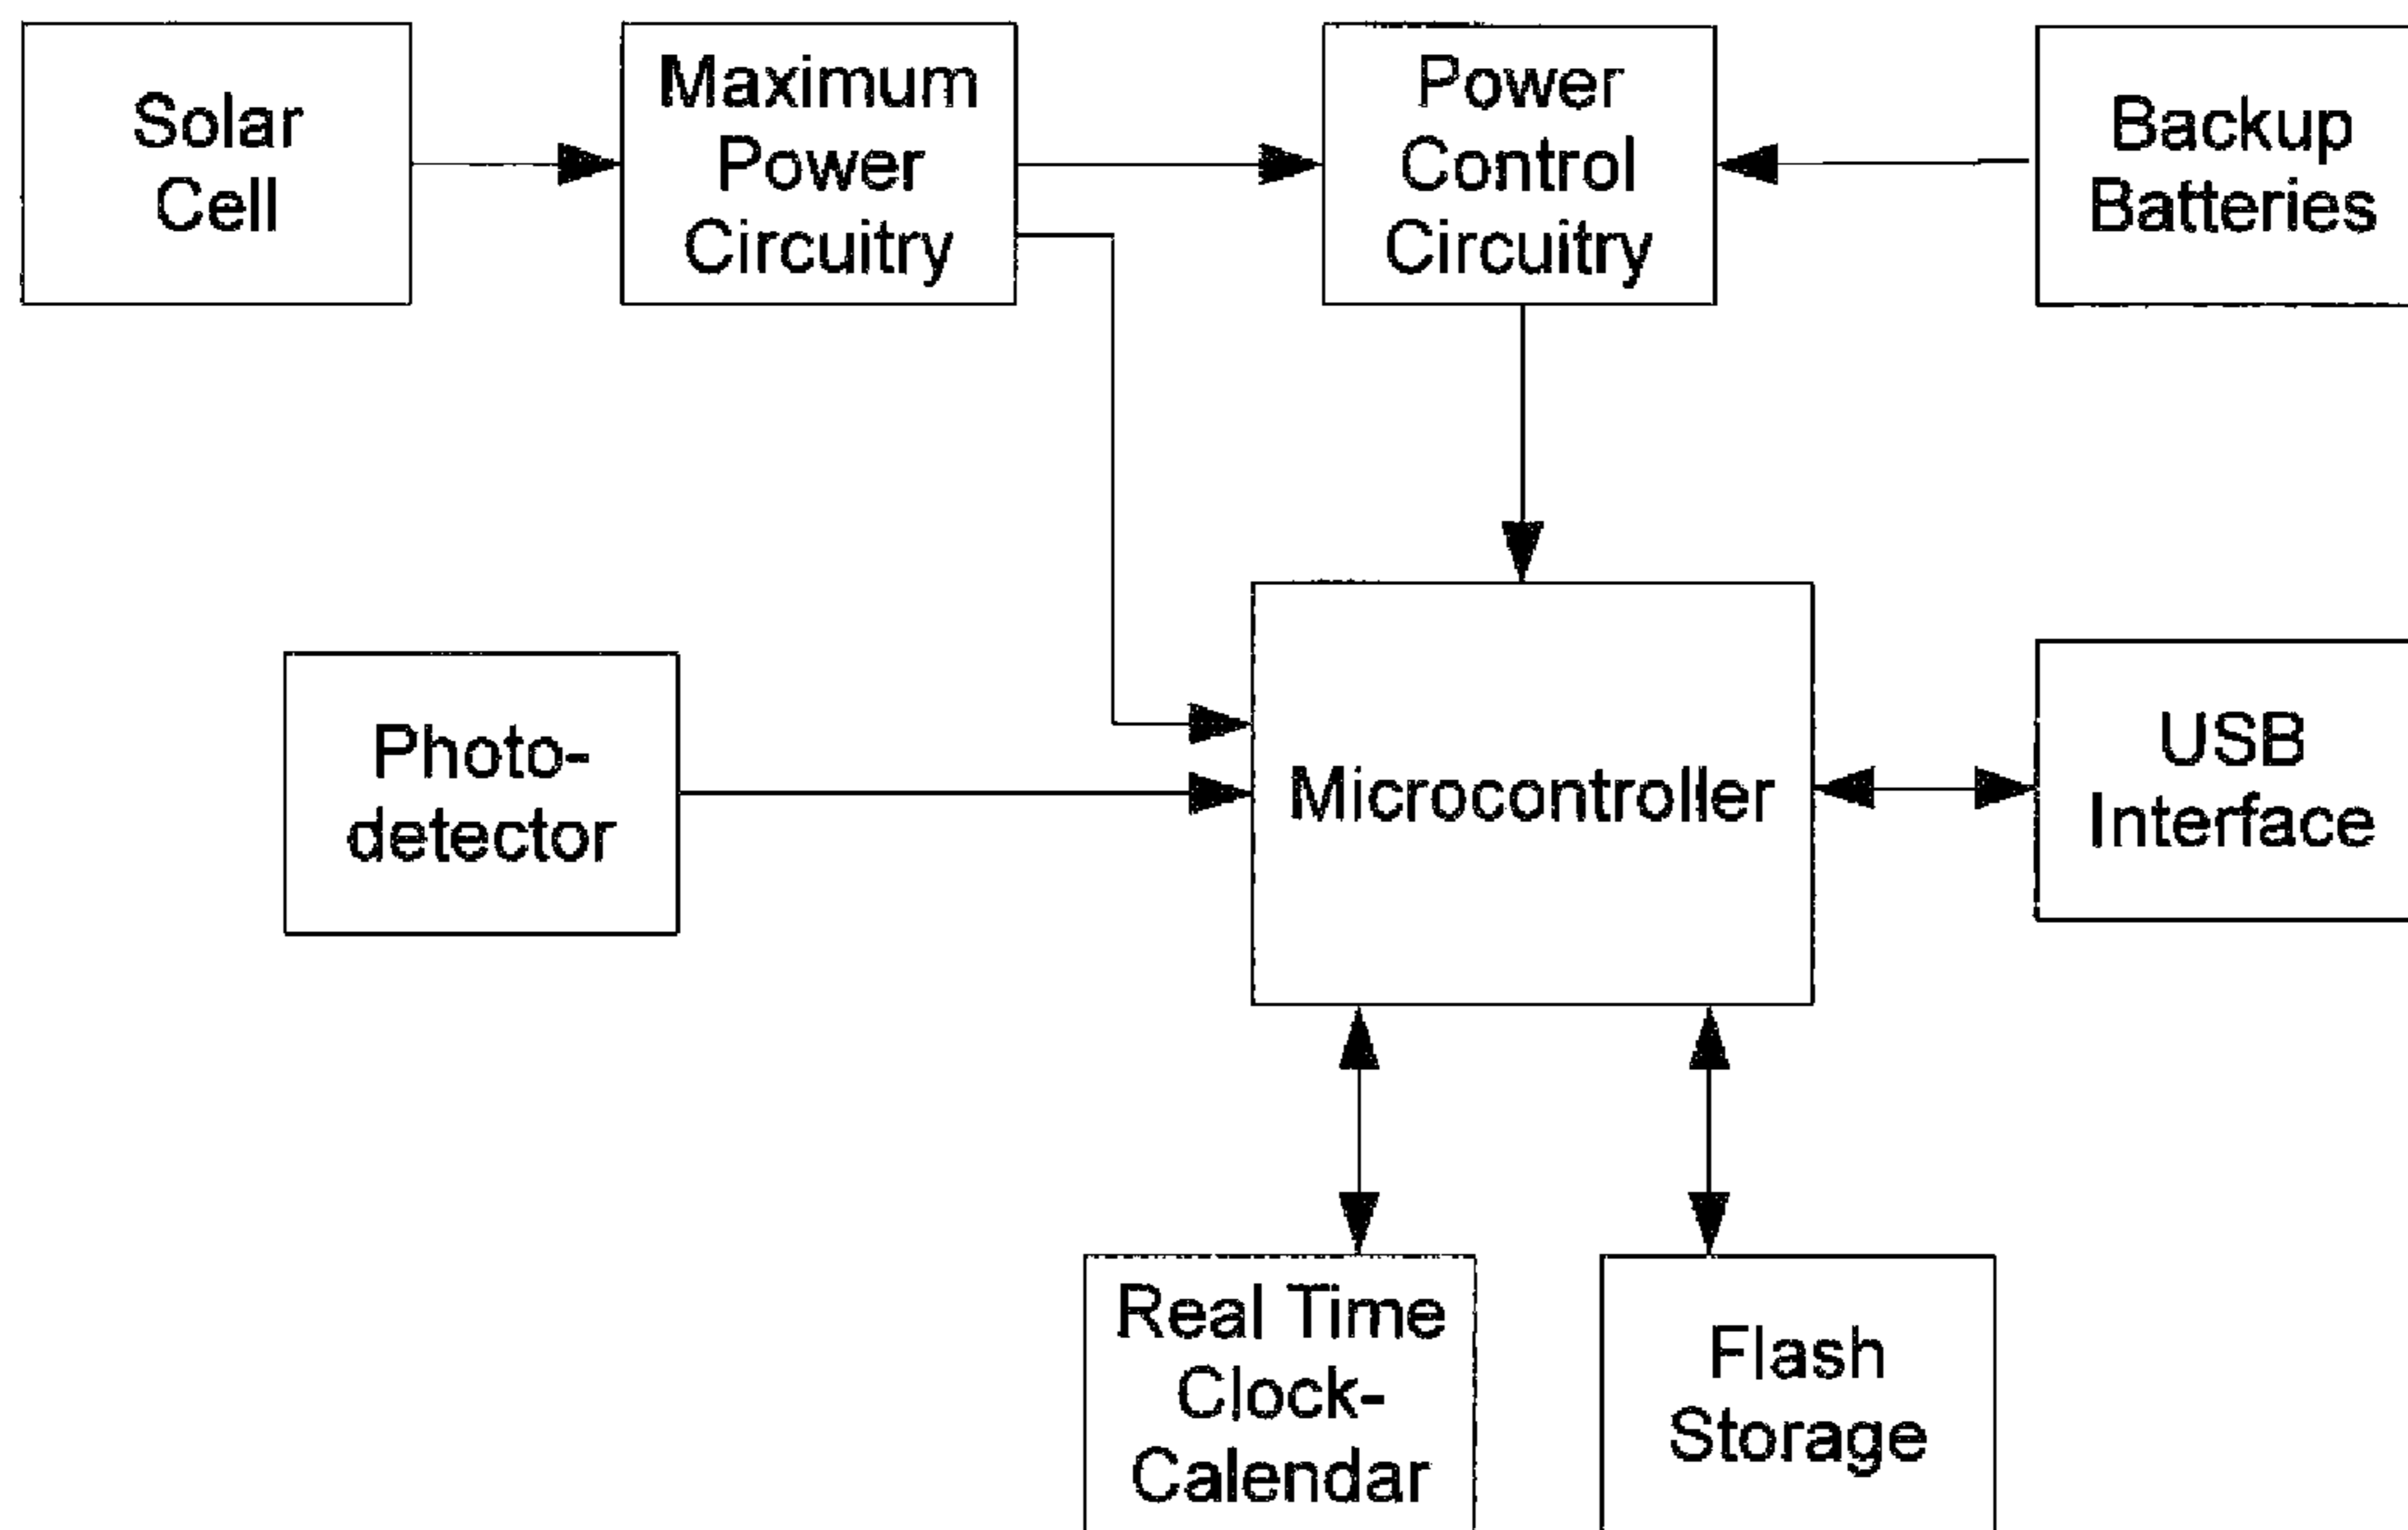 Solar
Cell
Maximum
Power
Circuitry
Power
Control
Circuitry
Backup
Batteries
Photo-
detector
Microcontroller
USB
Interface
Real Time
Clock-
Calendar
Flash
Storage